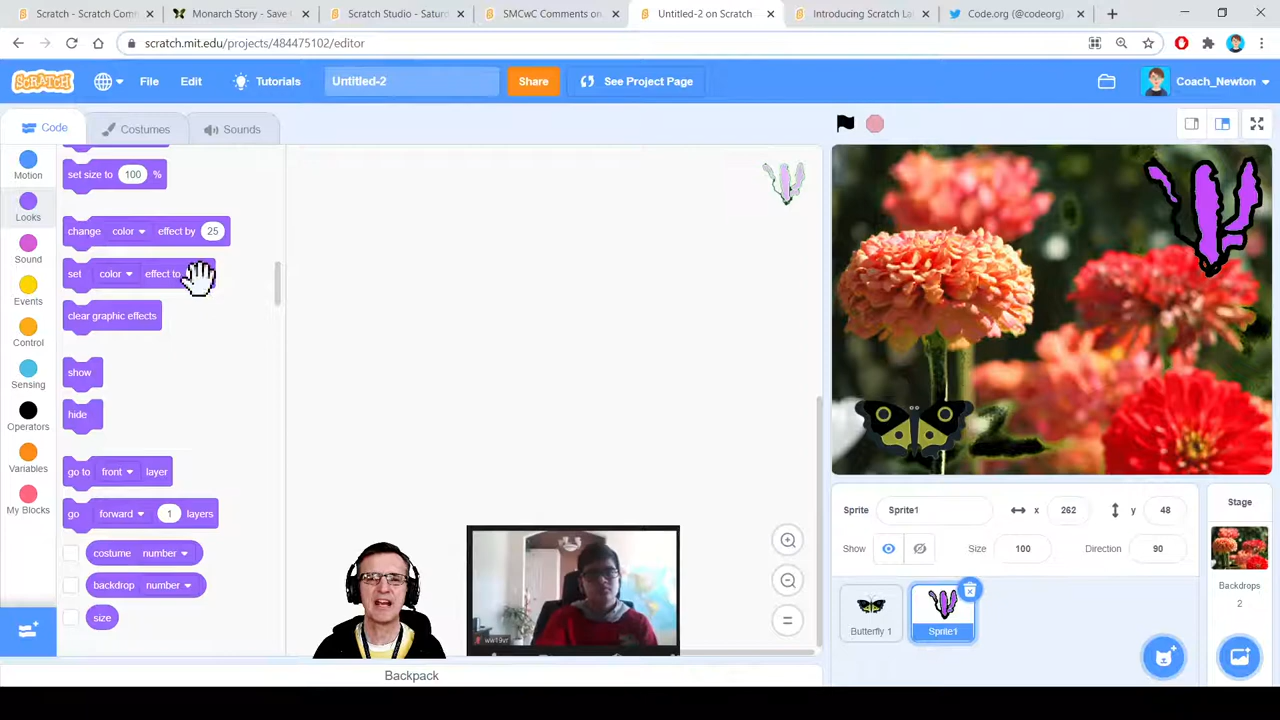 Scratch - Scratch Com
Monarch Story - Save
Scratch Studio - Saturd
SMCwC Comments on
Untitled-2 on Scratch
Introducing Scratch La
Code.org (@codeorg)
scratch.mit.edu/projects/484475102/editor
SCRATCH
File
Edit
Tutorials
Untitled-2
Share
See Project Page
Coach_Newton
Code
Costumes
Sounds
Motion
Looks
Sound
Events
Control
Sensing
Operators
Variables
My Blocks
set size to 100 %
change color effect by 25
set color effect to
clear graphic effects
show
hide
go to front layer
go forward 1 layers
costume number
backdrop number
size
ww19vr
Backpack
Sprite Sprite1 x 262 y 48
Show Size 100 Direction 90
Butterfly 1
Sprite1
Stage
Backdrops
2